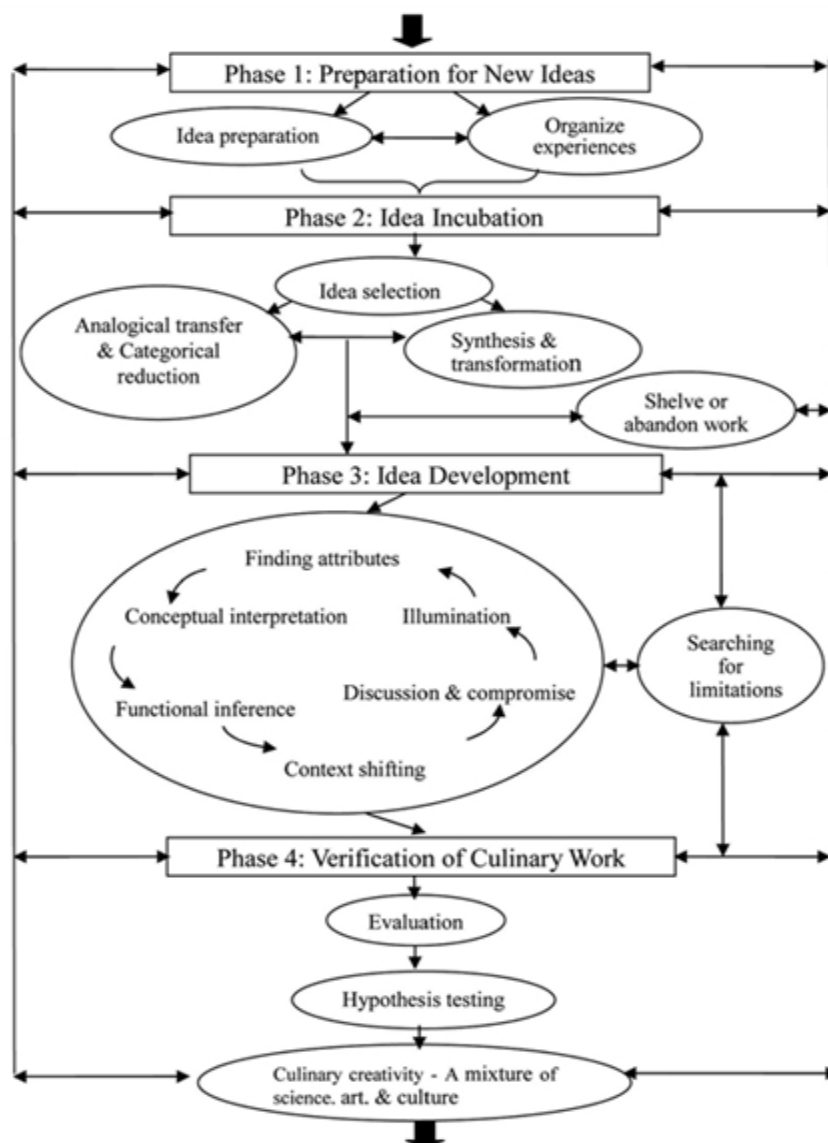 Phase 1: Preparation for New Ideas
Idea preparation
Organize
experiences
Phase 2: Idea Incubation
Idea selection
Analogical transfer
& Categorical
reduction
Synthesis &
transformation
Shelve or
abandon work
Phase 3: Idea Development
Finding attributes
Conceptual interpretation
Illumination
Functional inference
Discussion & compromise
Context shifting
Searching
for
limitations
Phase 4: Verification of Culinary Work
Evaluation
Hypothesis testing
Culinary creativity - A mixture of
science, art, & culture